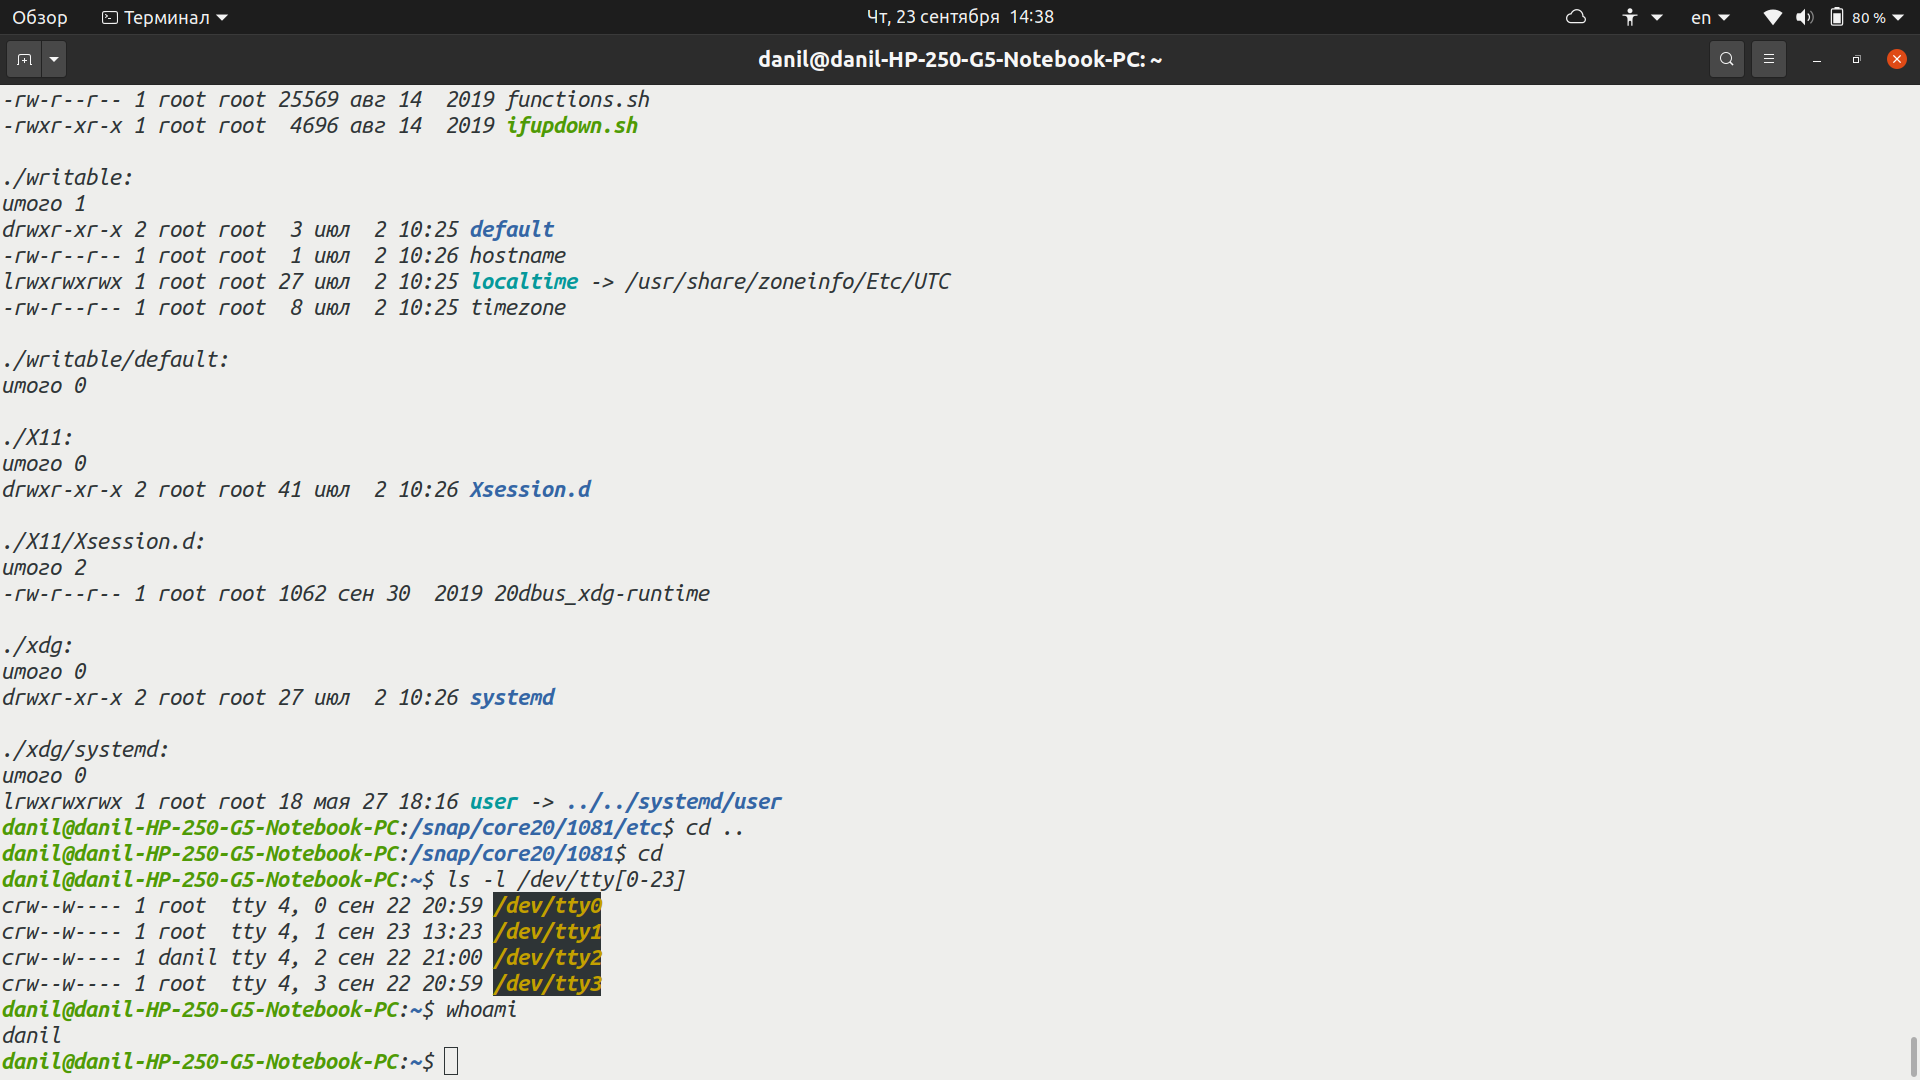 Обзор Терминал Чт, 23 сентября 14:38 en 80 %
danil@danil-HP-250-G5-Notebook-PC: ~
-rw-r--r-- 1 root root 25569 авг 14  2019 functions.sh
-rwxr-xr-x 1 root root  4696 авг 14  2019 ifupdown.sh

./writable:
итого 1
drwxr-xr-x 2 root root  3 июл  2 10:25 default
-rw-r--r-- 1 root root  1 июл  2 10:26 hostname
lrwxrwxrwx 1 root root 27 июл  2 10:25 localtime -> /usr/share/zoneinfo/Etc/UTC
-rw-r--r-- 1 root root  8 июл  2 10:25 timezone

./writable/default:
итого 0

./X11:
итого 0
drwxr-xr-x 2 root root 41 июл  2 10:26 Xsession.d

./X11/Xsession.d:
итого 2
-rw-r--r-- 1 root root 1062 сен 30  2019 20dbus_xdg-runtime

./xdg:
итого 0
drwxr-xr-x 2 root root 27 июл  2 10:26 systemd

./xdg/systemd:
итого 0
lrwxrwxrwx 1 root root 18 мая 27 18:16 user -> ../../systemd/user
danil@danil-HP-250-G5-Notebook-PC:/snap/core20/1081/etc$ cd ..
danil@danil-HP-250-G5-Notebook-PC:/snap/core20/1081$ cd
danil@danil-HP-250-G5-Notebook-PC:~$ ls -l /dev/tty[0-23]
crw--w---- 1 root  tty 4, 0 сен 22 20:59 /dev/tty0
crw--w---- 1 root  tty 4, 1 сен 23 13:23 /dev/tty1
crw--w---- 1 danil tty 4, 2 сен 22 21:00 /dev/tty2
crw--w---- 1 root  tty 4, 3 сен 22 20:59 /dev/tty3
danil@danil-HP-250-G5-Notebook-PC:~$ whoami
danil
danil@danil-HP-250-G5-Notebook-PC:~$